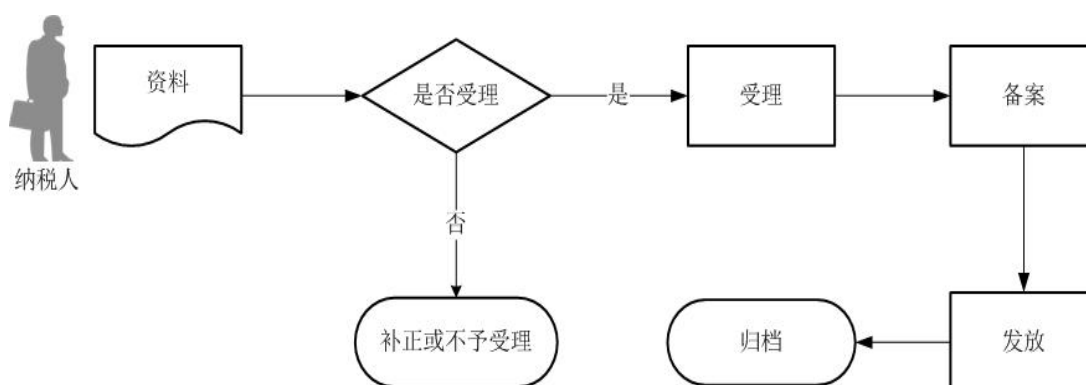 资料
是否受理
是
受理
备案
纳税人
否
补正或不予受理
归档
发放